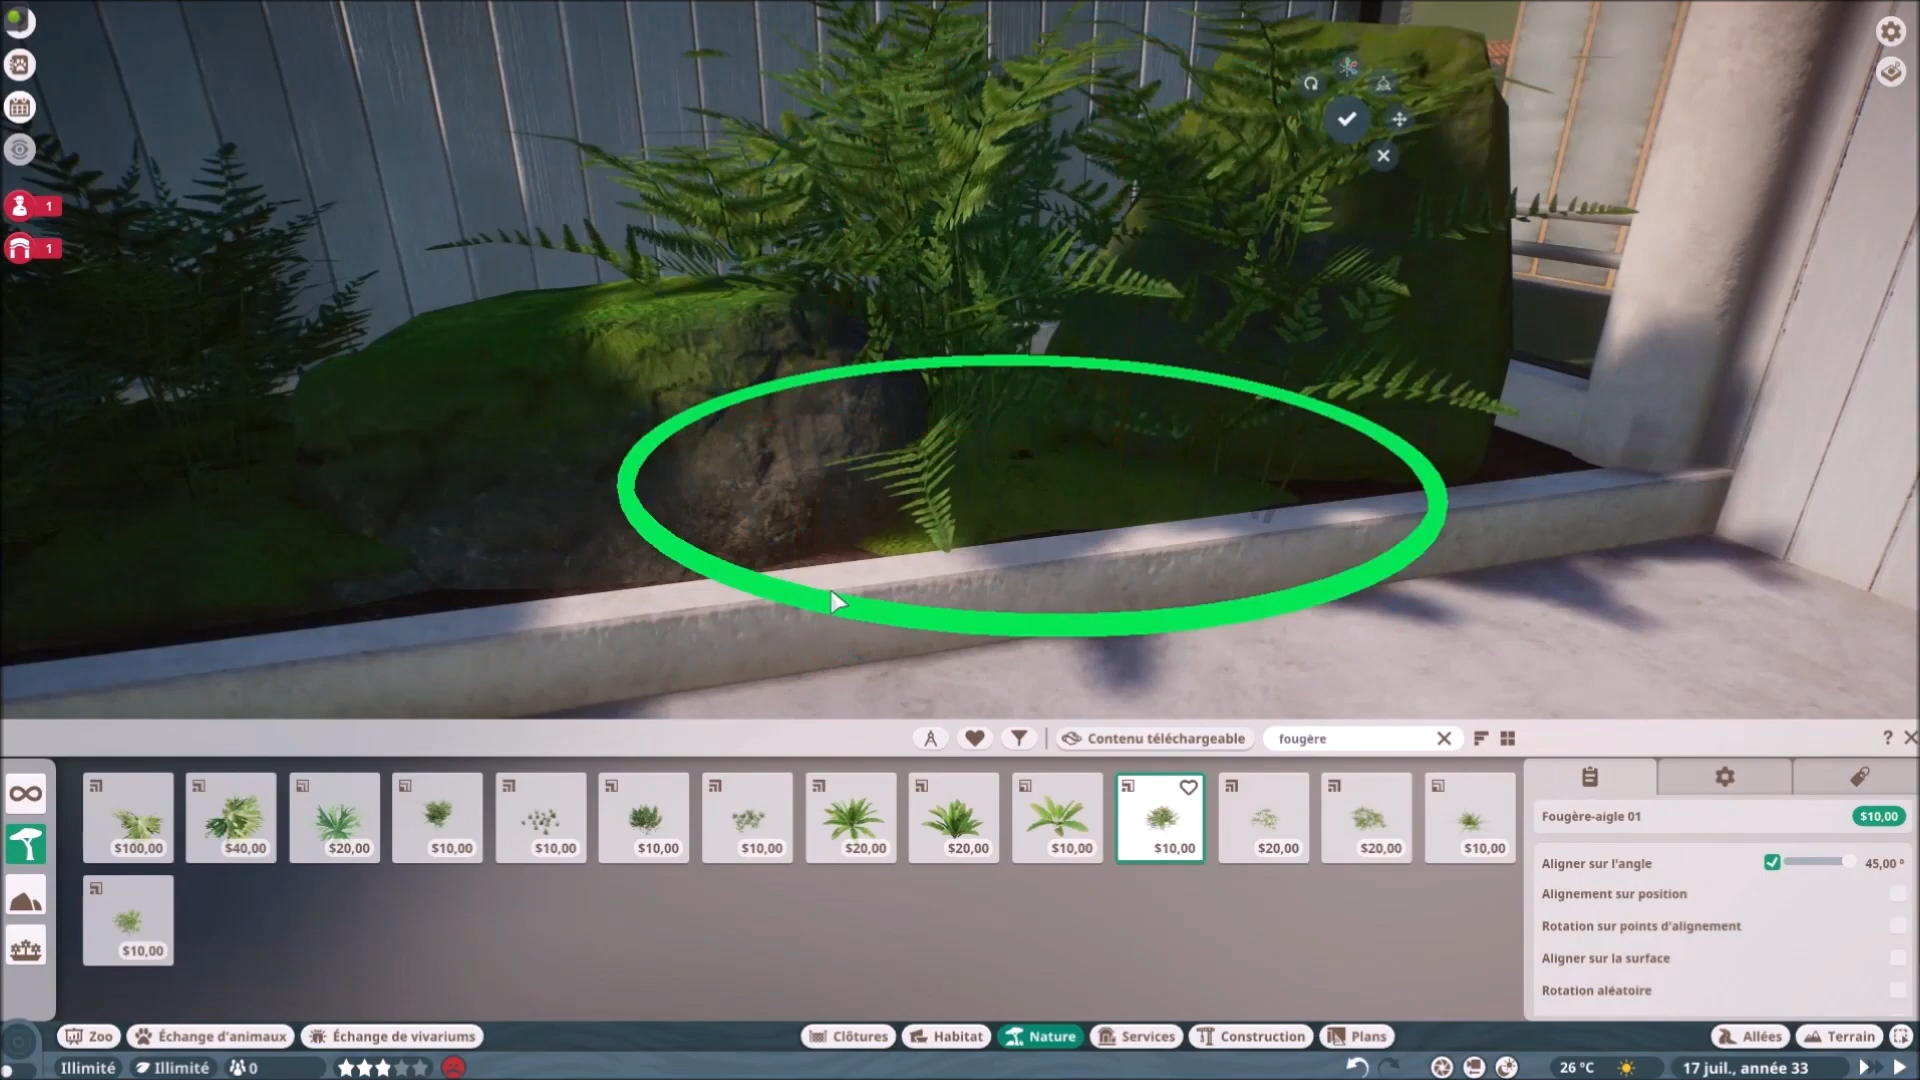 1
1
Contenu téléchargeable
fougère
?
$100,00
$40,00
$20,00
$10,00
$10,00
$10,00
$10,00
$20,00
$20,00
$10,00
$10,00
$20,00
$20,00
$10,00
$10,00
Fougère-aigle 01
$10,00
Aligner sur l'angle
45,00 °
Alignement sur position
Rotation sur points d'alignement
Aligner sur la surface
Rotation aléatoire
Zoo
Échange d'animaux
Échange de vivariums
Clôtures
Habitat
Nature
Services
Construction
Plans
Allées
Terrain
Illimité
Illimité
0
26 °C
17 juil., année 33